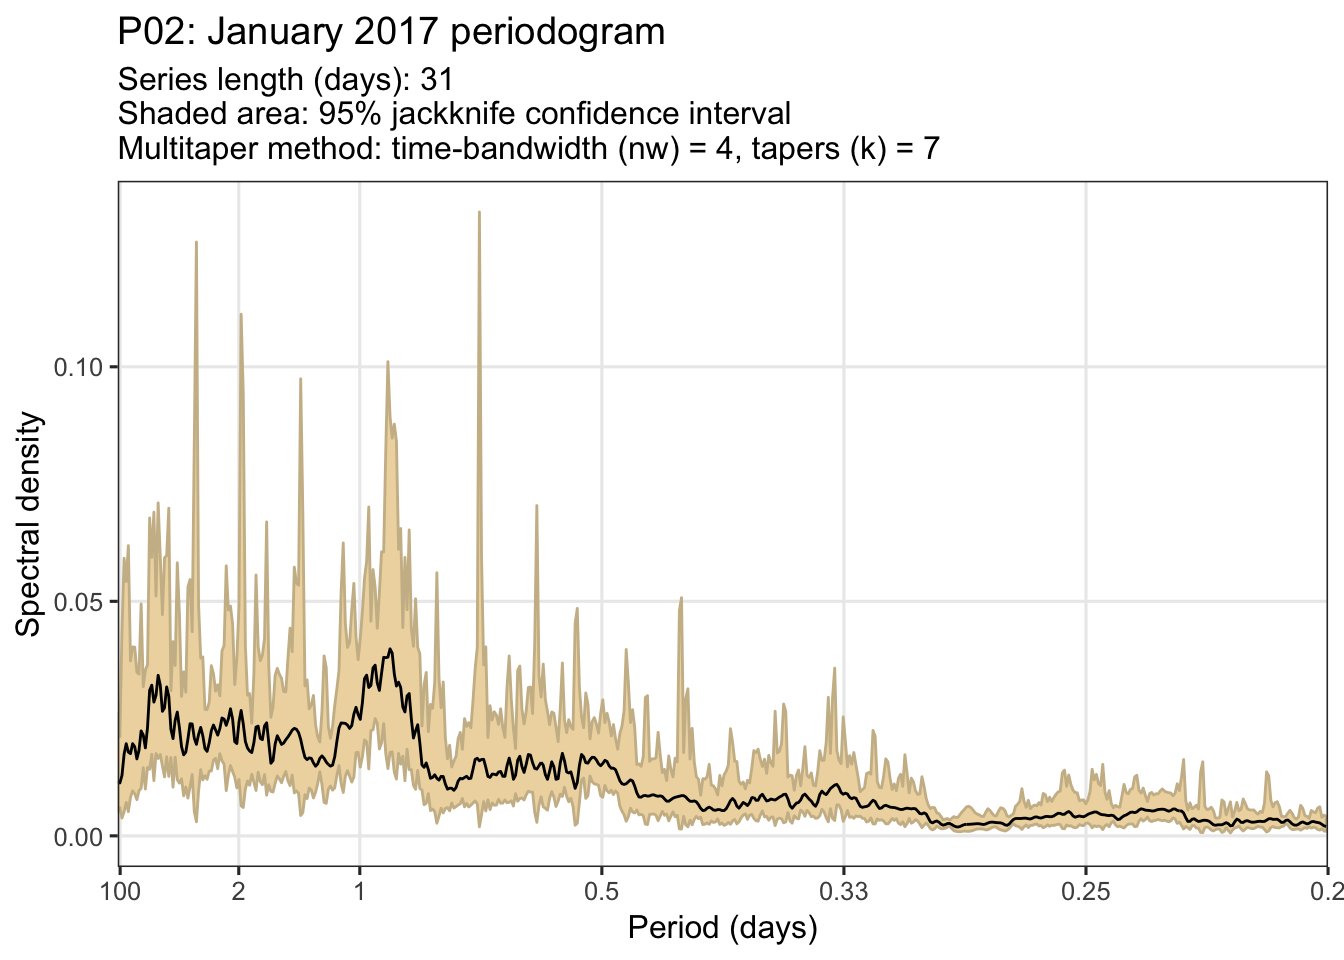 P02: January 2017 periodogram
Series length (days): 31
Shaded area: 95% jackknife confidence interval
Multitaper method: time-bandwidth (nw) = 4, tapers (k) = 7
Spectral density
0.10
0.05
0.00
100 2 1 0.5 0.33 0.25 0.2
Period (days)